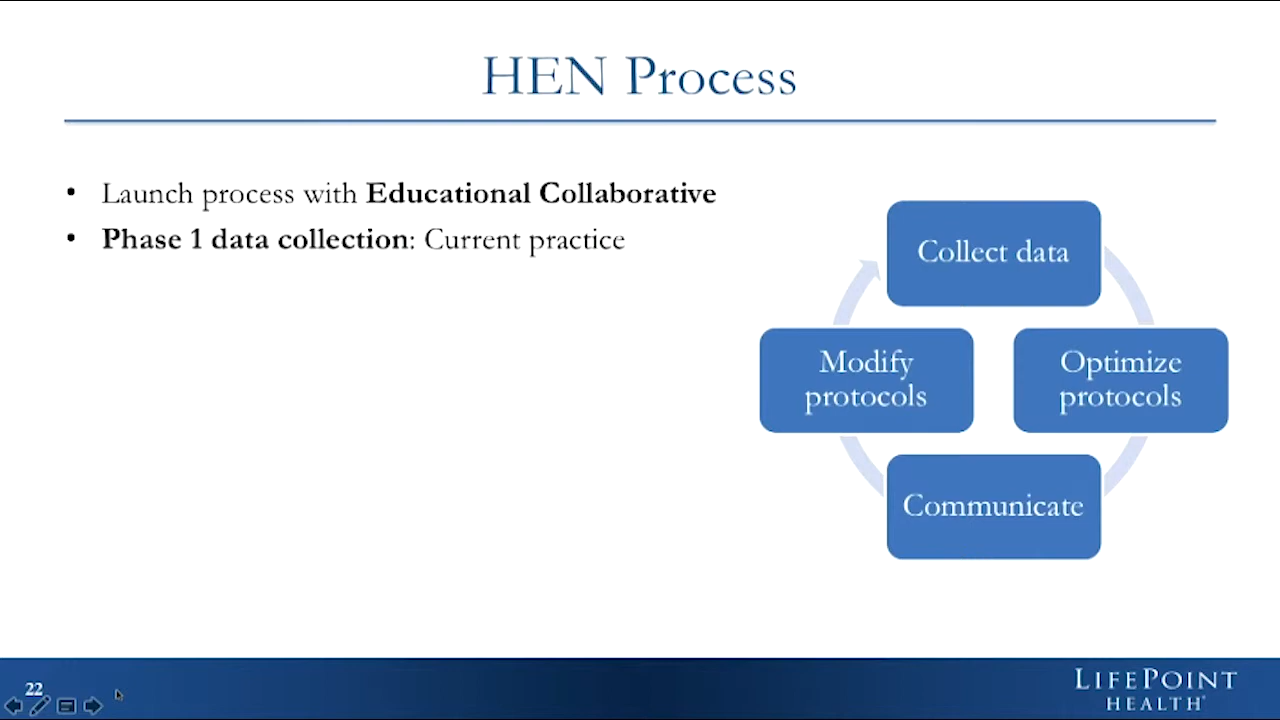 HEN Process
• Launch process with Educational Collaborative
• Phase 1 data collection: Current practice
Collect data
Modify
protocols
Optimize
protocols
Communicate
22
LIFEPOINT
HEALTH®